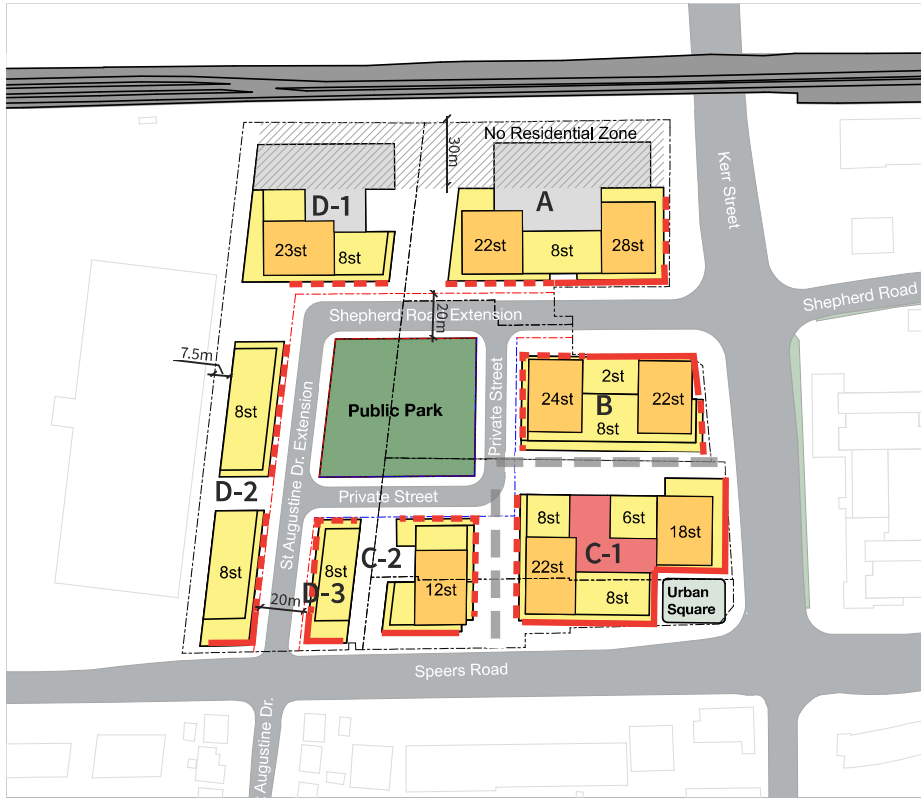 No Residential Zone
30m
Kerr Street
D-1
A
23st
8st
22st
8st
28st
Shepherd Road
20m
Shepherd Road Extension
7.5m
8st
St Augustine Dr. Extension
Public Park
Private Street
24st
2st
B
22st
8st
D-2
Private Street
8st
6st
18st
C-1
8st
8st
C-2
22st
12st
8st
D-3
20m
Urban
Square
Speers Road
Augustine Dr.